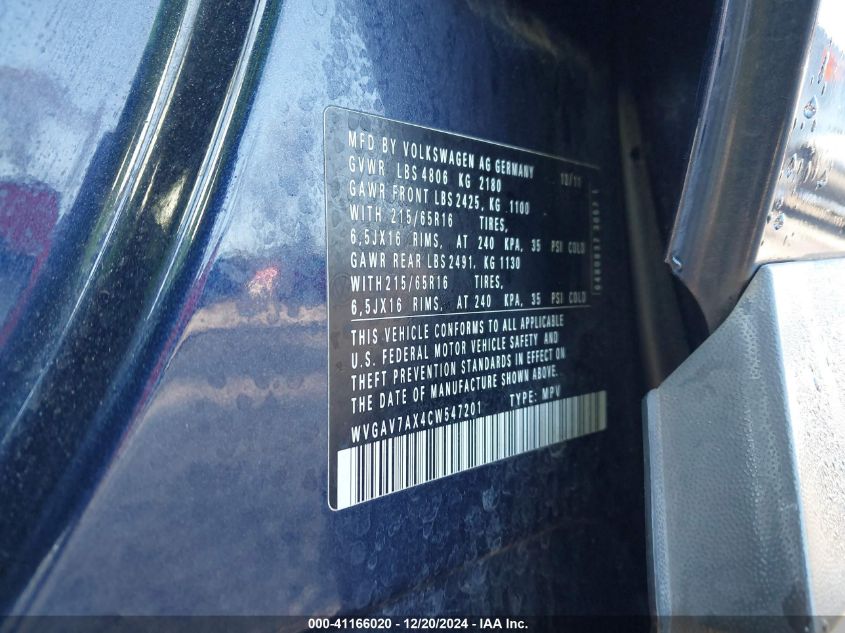 MFD BY VOLKSWAGEN AG GERMANY 10/11
GVWR LBS 4806 KG 2180
GAWR FRONT LBS 2425, KG 1100
WITH 215/65R16 TIRES,
6,5JX16 RIMS, AT 240 KPA, 35 PSI COLD
GAWR REAR LBS 2491, KG 1130
WITH 215/65R16 TIRES,
6,5JX16 RIMS, AT 240 KPA, 35 PSI COLD
THIS VEHICLE CONFORMS TO ALL APPLICABLE
U.S. FEDERAL MOTOR VEHICLE SAFETY AND
THEFT PREVENTION STANDARDS IN EFFECT ON
THE DATE OF MANUFACTURE SHOWN ABOVE.
WVGAV7AX4CW547201 TYPE: MPV
000-41166020 - 12/20/2024 - IAA Inc.